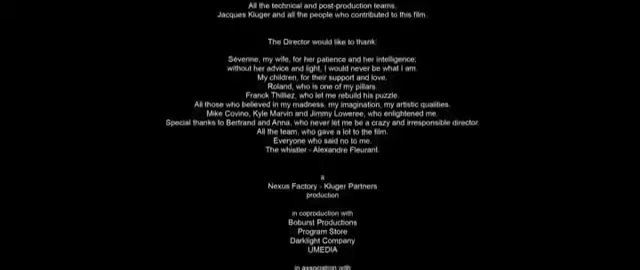 All the technical and post-production teams.
Jacques Kluger and all the people who contributed to this film.
The Director would like to thank:
Séverine, my wife, for her patience and her intelligence;
without her advice and light, I would never be what I am.
My children, for their support and love.
Roland, who is one of my pillars.
Franck Thilliez, who let me rebuild his puzzle.
All those who believed in my madness, my imagination, my artistic qualities.
Mike Covino, Kyle Marvin and Jimmy Loweree, who enlightened me.
Special thanks to Bertrand and Anna, who never let me be a crazy and irresponsible director.
All the team, who gave a lot to the film.
Everyone who said no to me.
The whistler - Alexandre Fleurant.
a
Nexus Factory - Kluger Partners
production
in coproduction with
Boburst Productions
Program Store
Darklight Company
UMEDIA
in association with